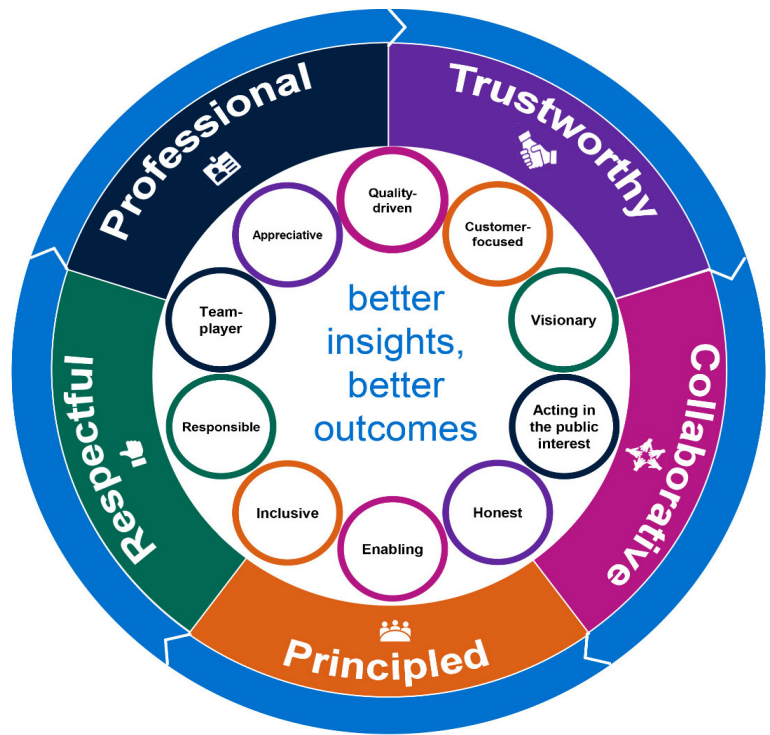 Professional
Trustworthy
Collaborative
Principled
Respectful
Quality-
driven
Customer-
focused
Visionary
Acting in
the public
interest
Honest
Enabling
Inclusive
Responsible
Team-
player
Appreciative
better
insights,
better
outcomes